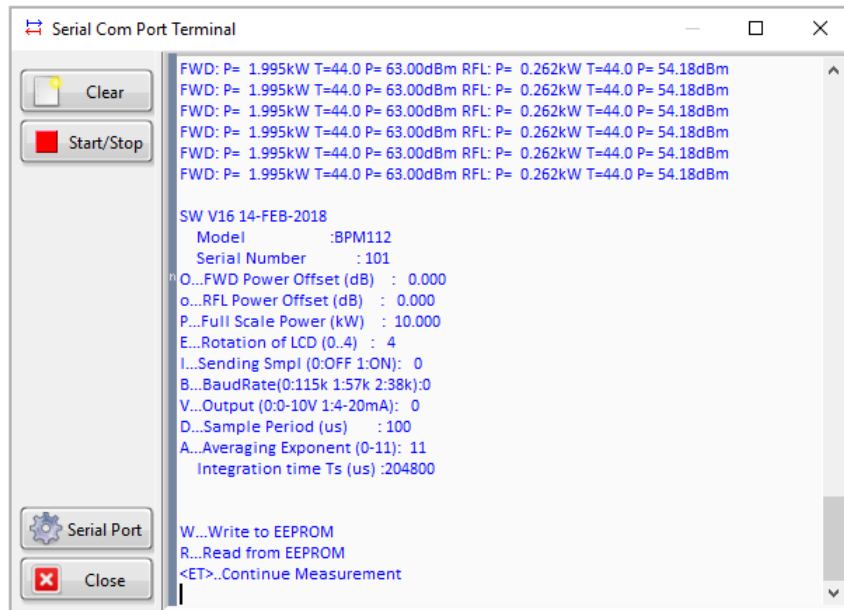 Serial Com Port Terminal
Clear
Start/Stop
FWD: P=  1.995kW T=44.0 P= 63.00dBm RFL: P=  0.262kW T=44.0 P= 54.18dBm
FWD: P=  1.995kW T=44.0 P= 63.00dBm RFL: P=  0.262kW T=44.0 P= 54.18dBm
FWD: P=  1.995kW T=44.0 P= 63.00dBm RFL: P=  0.262kW T=44.0 P= 54.18dBm
FWD: P=  1.995kW T=44.0 P= 63.00dBm RFL: P=  0.262kW T=44.0 P= 54.18dBm
FWD: P=  1.995kW T=44.0 P= 63.00dBm RFL: P=  0.262kW T=44.0 P= 54.18dBm
FWD: P=  1.995kW T=44.0 P= 63.00dBm RFL: P=  0.262kW T=44.0 P= 54.18dBm
SW V16 14-FEB-2018
Model :BPM112
Serial Number : 101
n
O...FWD Power Offset (dB) : 0.000
o...RFL Power Offset (dB) : 0.000
P...Full Scale Power (kW) : 10.000
E...Rotation of LCD (0..4) : 4
I...Sending Smpl (0:OFF 1:ON): 0
B...BaudRate(0:115k 1:57k 2:38k):0
V...Output (0:0-10V 1:4-20mA): 0
D...Sample Period (us) : 100
A...Averaging Exponent (0-11): 11
Integration time Ts (us) :204800
W...Write to EEPROM
R...Read from EEPROM
<ET>..Continue Measurement
Serial Port
Close